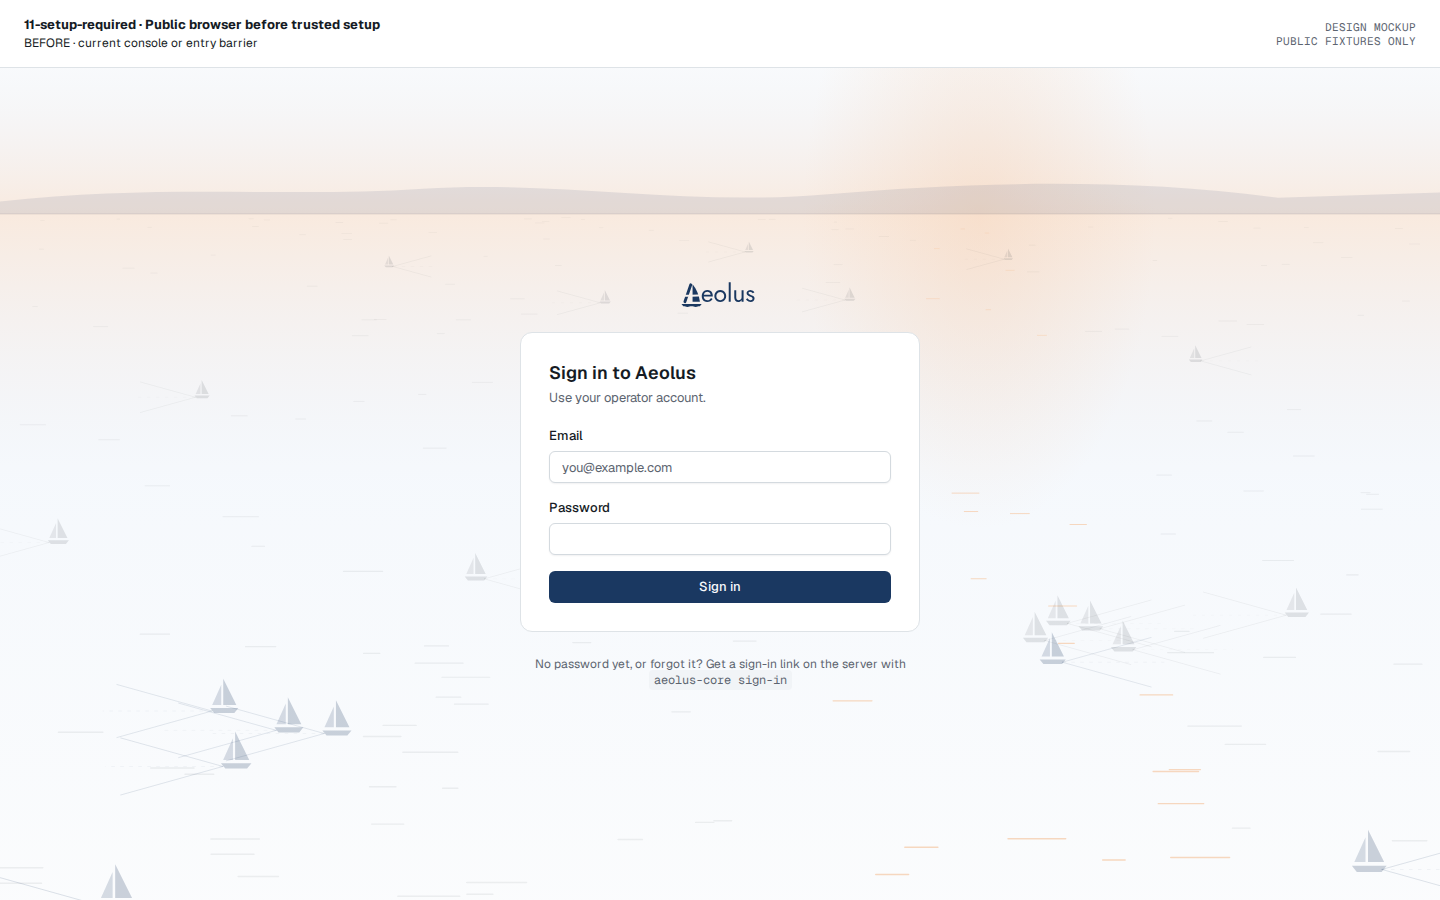 11-setup-required · Public browser before trusted setup
BEFORE · current console or entry barrier
DESIGN MOCKUP
PUBLIC FIXTURES ONLY
Aeolus
Sign in to Aeolus
Use your operator account.
Email
you@example.com
Password
Sign in
No password yet, or forgot it? Get a sign-in link on the server with
aeolus-core sign-in